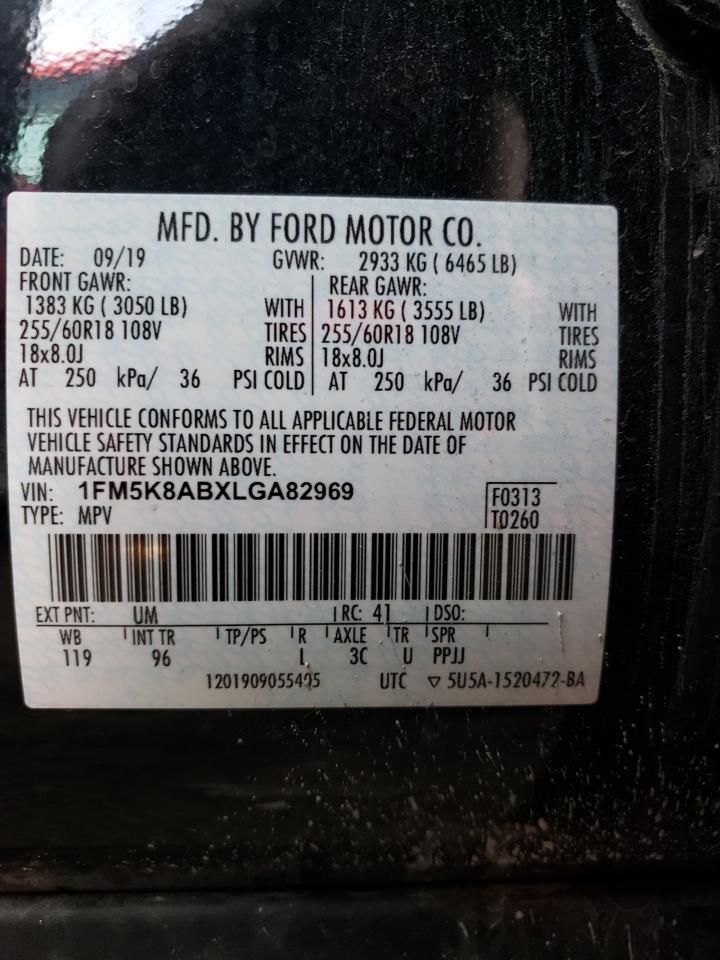 MFD. BY FORD MOTOR CO.
DATE: 09/19 GVWR: 2933 KG ( 6465 LB)
FRONT GAWR: REAR GAWR:
1383 KG ( 3050 LB) WITH 1613 KG ( 3555 LB) WITH
255/60R18 108V TIRES 255/60R18 108V TIRES
18x8.0J RIMS 18x8.0J RIMS
AT 250 kPa/ 36 PSI COLD AT 250 kPa/ 36 PSI COLD
THIS VEHICLE CONFORMS TO ALL APPLICABLE FEDERAL MOTOR
VEHICLE SAFETY STANDARDS IN EFFECT ON THE DATE OF
MANUFACTURE SHOWN ABOVE.
VIN: 1FM5K8ABXLGA82969 F0313
TYPE: MPV T0260
EXT PNT: UM RC: 41 DSO:
WB INT TR TP/PS R AXLE TR SPR
119 96 3C U PPJJ
UTC ▽ 5U5A-1520472-BA